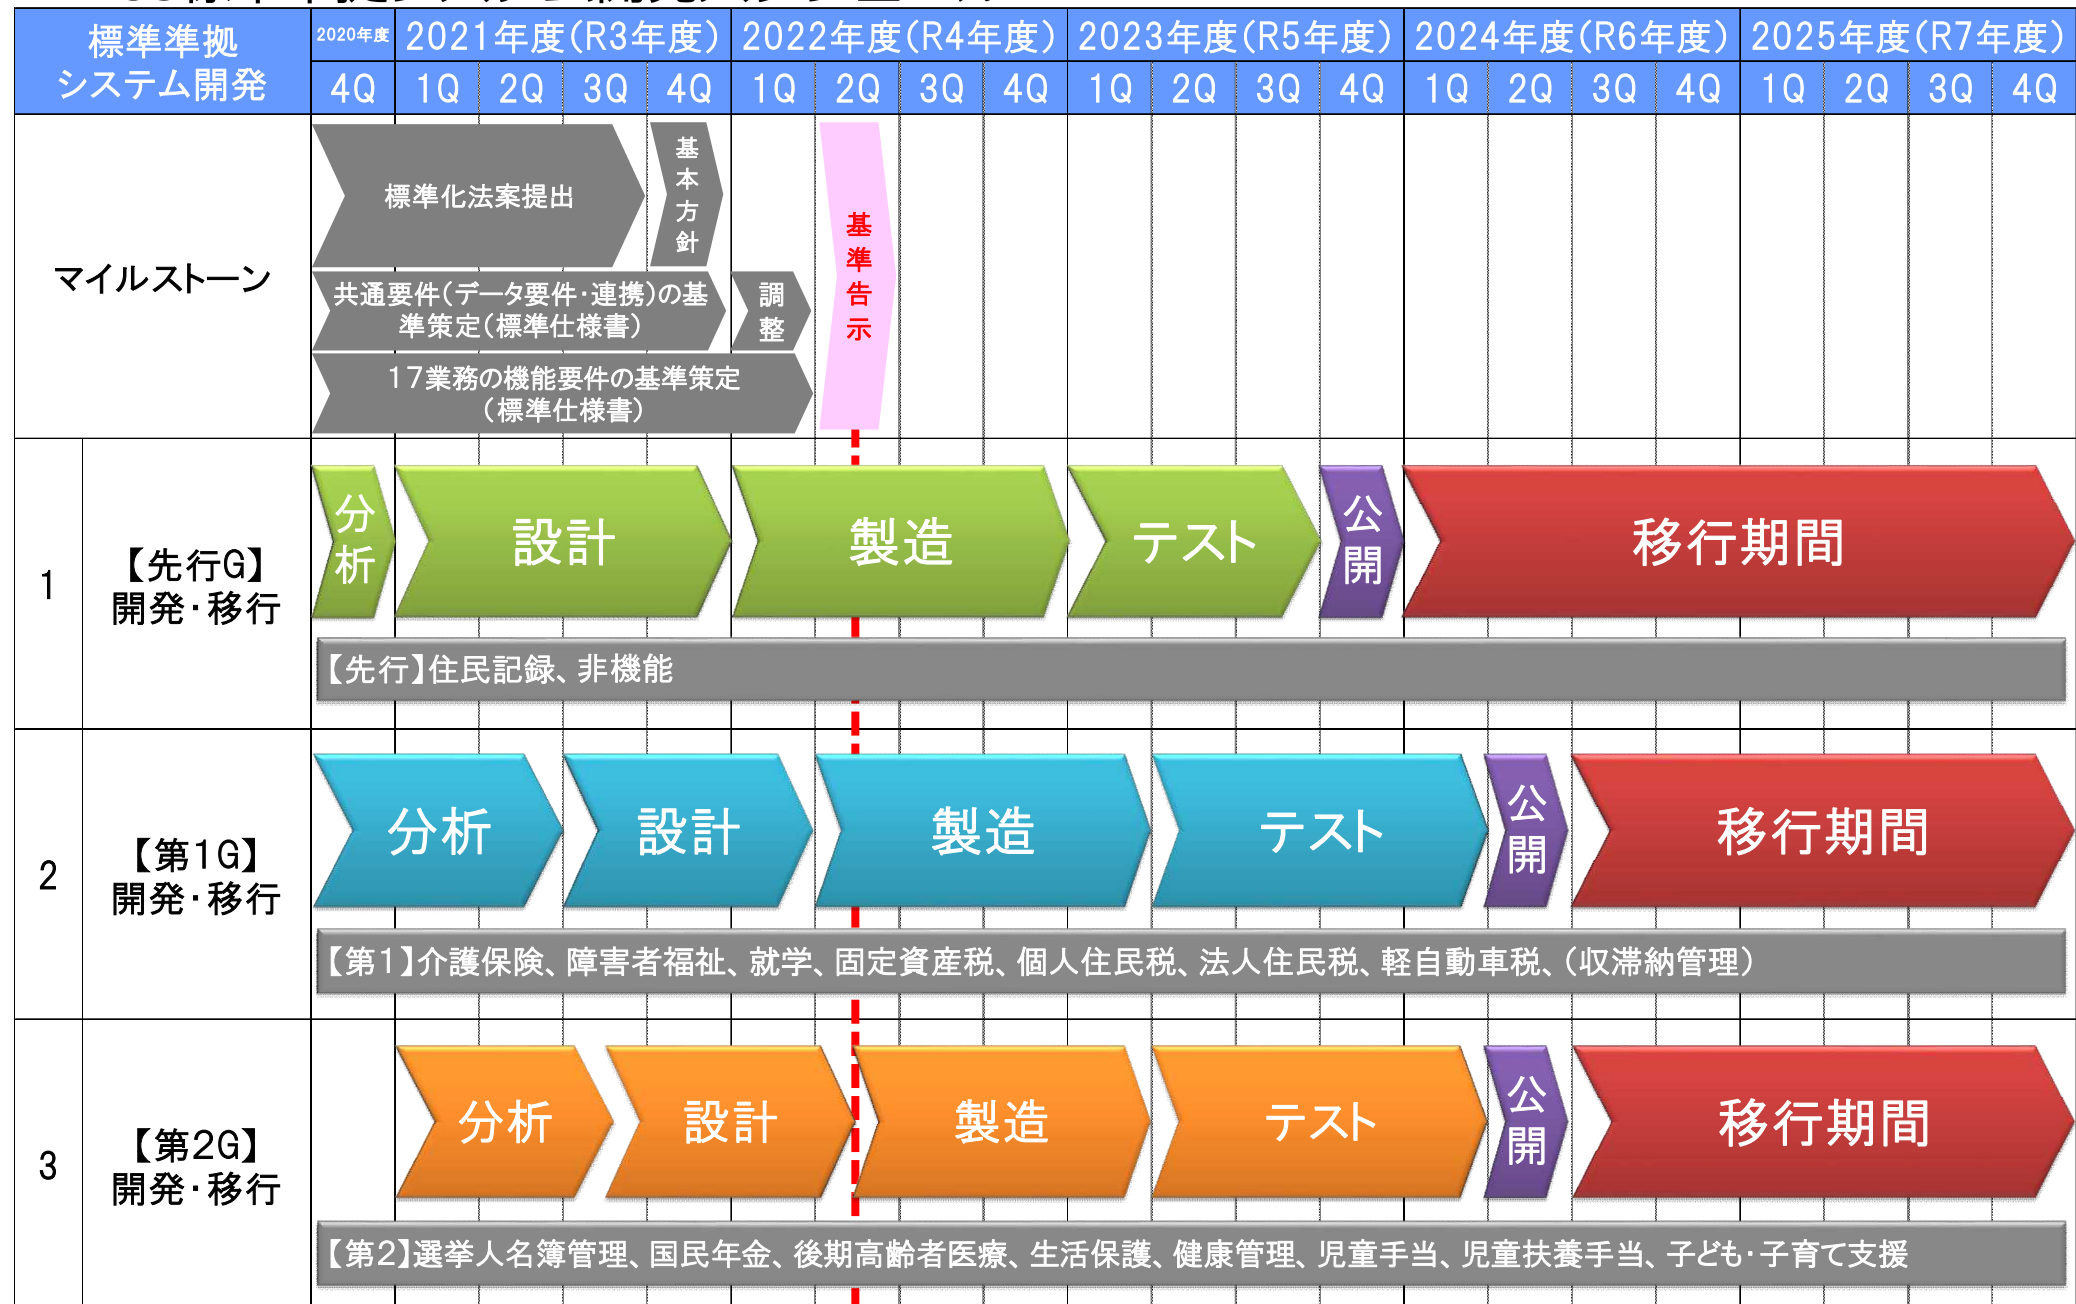 標準準拠
システム開発
2020年度 2021年度(R3年度) 2022年度(R4年度) 2023年度(R5年度) 2024年度(R6年度) 2025年度(R7年度)
4Q 1Q 2Q 3Q 4Q 1Q 2Q 3Q 4Q 1Q 2Q 3Q 4Q 1Q 2Q 3Q 4Q 1Q 2Q 3Q 4Q
マイルストーン
標準化法案提出
基本方針
共通要件(データ要件・連携)の基
準策定(標準仕様書)
調整
17業務の機能要件の基準策定
(標準仕様書)
基準告示
1
【先行G】
開発・移行
分析
設計
製造
テスト
公開
移行期間
【先行】住民記録、非機能
2
【第1G】
開発・移行
分析
設計
製造
テスト
公開
移行期間
【第1】介護保険、障害者福祉、就学、固定資産税、個人住民税、法人住民税、軽自動車税、(収滞納管理)
3
【第2G】
開発・移行
分析
設計
製造
テスト
公開
移行期間
【第2】選挙人名簿管理、国民年金、後期高齢者医療、生活保護、健康管理、児童手当、児童扶養手当、子ども・子育て支援